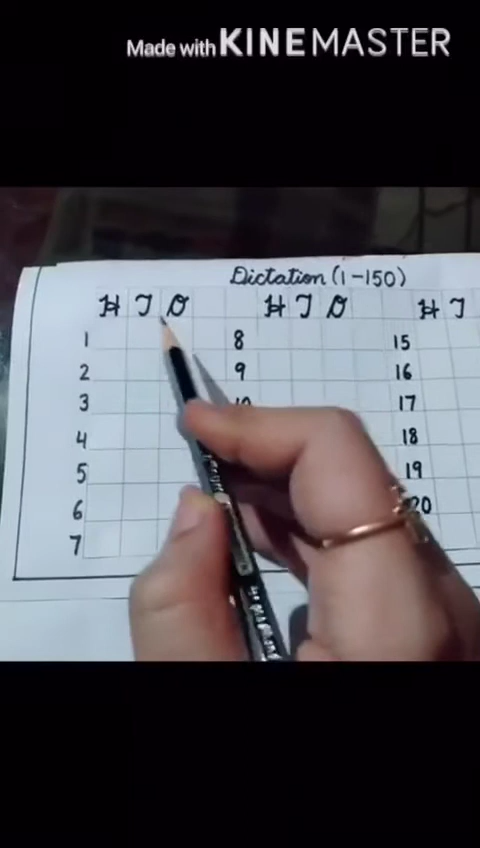 Made with KINEMASTER
Dictation (1-150)
H T O H T O H T
1 8 15
2 9 16
3 10 17
4 18
5 19
6 20
7